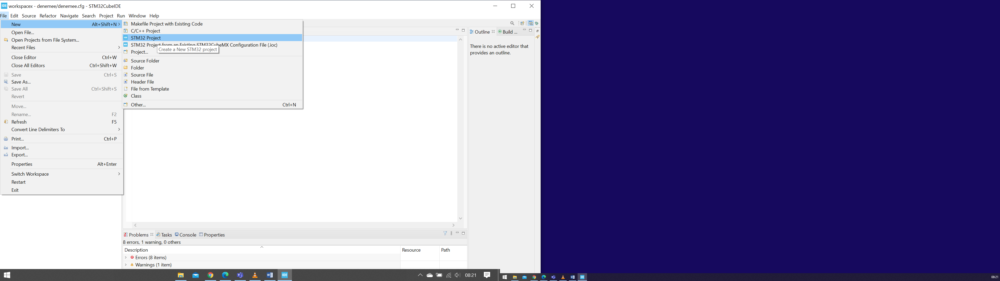 IDE workspacex - denemee/denemee.cfg - STM32CubeIDE
File Edit Source Refactor Navigate Search Project Run Window Help
New Alt+Shift+N
Open File...
Open Projects from File System...
Recent Files
Close Editor Ctrl+W
Close All Editors Ctrl+Shift+W
Save Ctrl+S
Save As...
Save All Ctrl+Shift+S
Revert
Move...
Rename... F2
Refresh F5
Convert Line Delimiters To
Print... Ctrl+P
Import...
Export...
Properties Alt+Enter
Switch Workspace
Restart
Exit
Makefile Project with Existing Code
C/C++ Project
IDE STM32 Project
MX STM32 Project from an Existing STM32CubeMX Configuration File (.ioc)
Create a New STM32 project
Project...
Source Folder
Folder
Source File
Header File
File from Template
Class
Other... Ctrl+N
Outline Build ...
There is no active editor that
provides an outline.
Problems Tasks Console Properties
8 errors, 1 warning, 0 others
Description Resource Path
Errors (8 items)
Warnings (1 item)
IDE 08:21
IDE 08:21